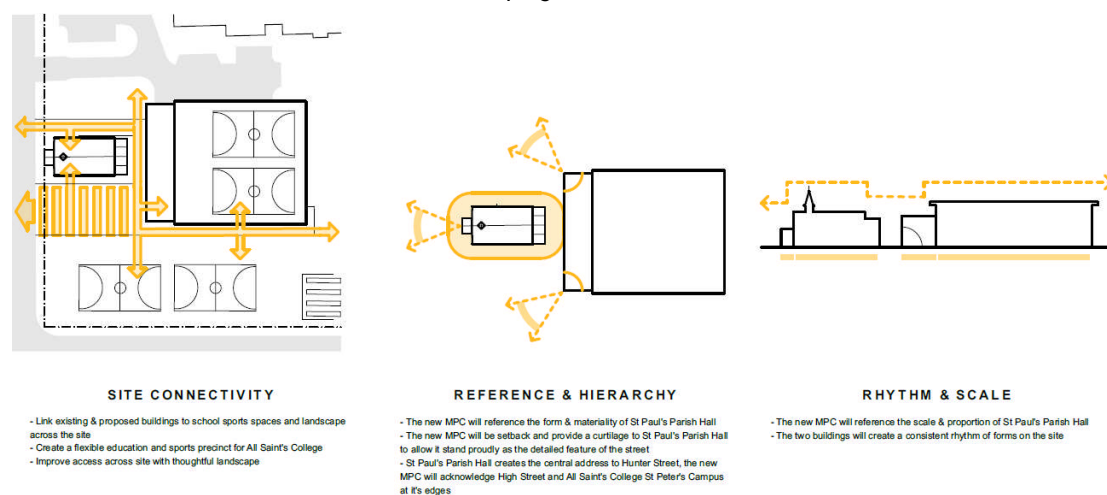 SITE CONNECTIVITY
- Link existing & proposed buildings to school sports spaces and landscape
across the site
- Create a flexible education and sports precinct for All Saint's College
- Improve access across site with thoughtful landscape
REFERENCE & HIERARCHY
- The new MPC will reference the form & materiality of St Paul's Parish Hall
- The new MPC will be setback and provide a curtilage to St Paul's Parish Hall
to allow it stand proudly as the detailed feature of the street
- St Paul's Parish Hall creates the central address to Hunter Street, the new
MPC will acknowledge High Street and All Saint's College St Peter's Campus
at it's edges
RHYTHM & SCALE
- The new MPC will reference the scale & proportion of St Paul's Parish Hall
- The two buildings will create a consistent rhythm of forms on the site